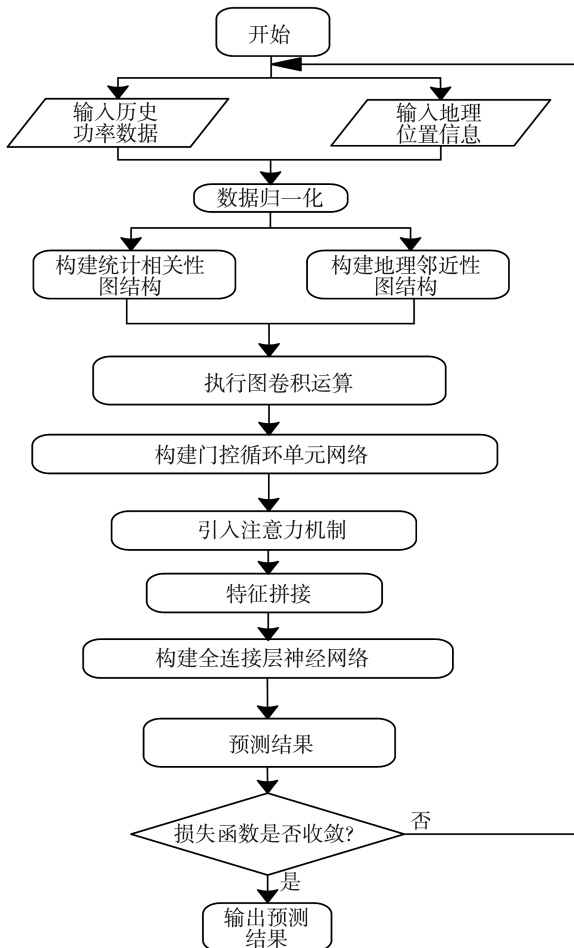 开始
输入历史
功率数据
输入地理
位置信息
数据归一化
构建统计相关性
图结构
构建地理邻近性
图结构
执行图卷积运算
构建门控循环单元网络
引入注意力机制
特征拼接
构建全连接层神经网络
预测结果
损失函数是否收敛?
否
是
输出预测
结果